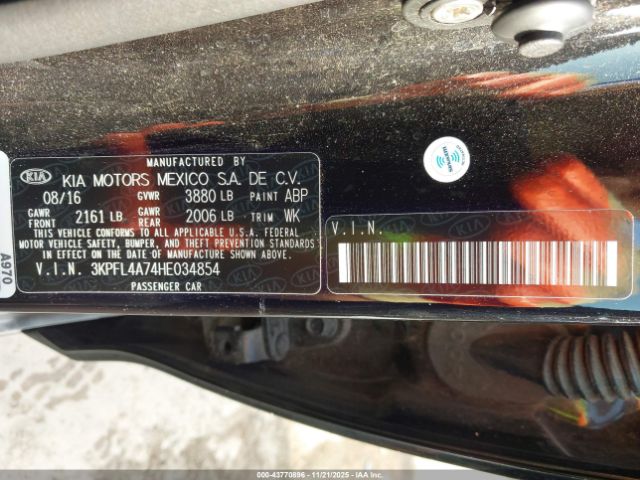 MANUFACTURED BY
KIA KIA MOTORS MEXICO S.A. DE C.V.
08/16 GVWR 3880 LB PAINT ABP
GAWR FRONT 2161 LB GAWR REAR 2006 LB TRIM WK
THIS VEHICLE CONFORMS TO ALL APPLICABLE U.S.A. FEDERAL
MOTOR VEHICLE SAFETY, BUMPER, AND THEFT PREVENTION STANDARDS
IN EFFECT ON THE DATE OF MANUFACTURE SHOWN ABOVE.
V.I.N. 3KPFL4A74HE034854
PASSENGER CAR
V.I.N.
A970
sinosam
000-43770896 - 11/21/2025 - IAAI.COM